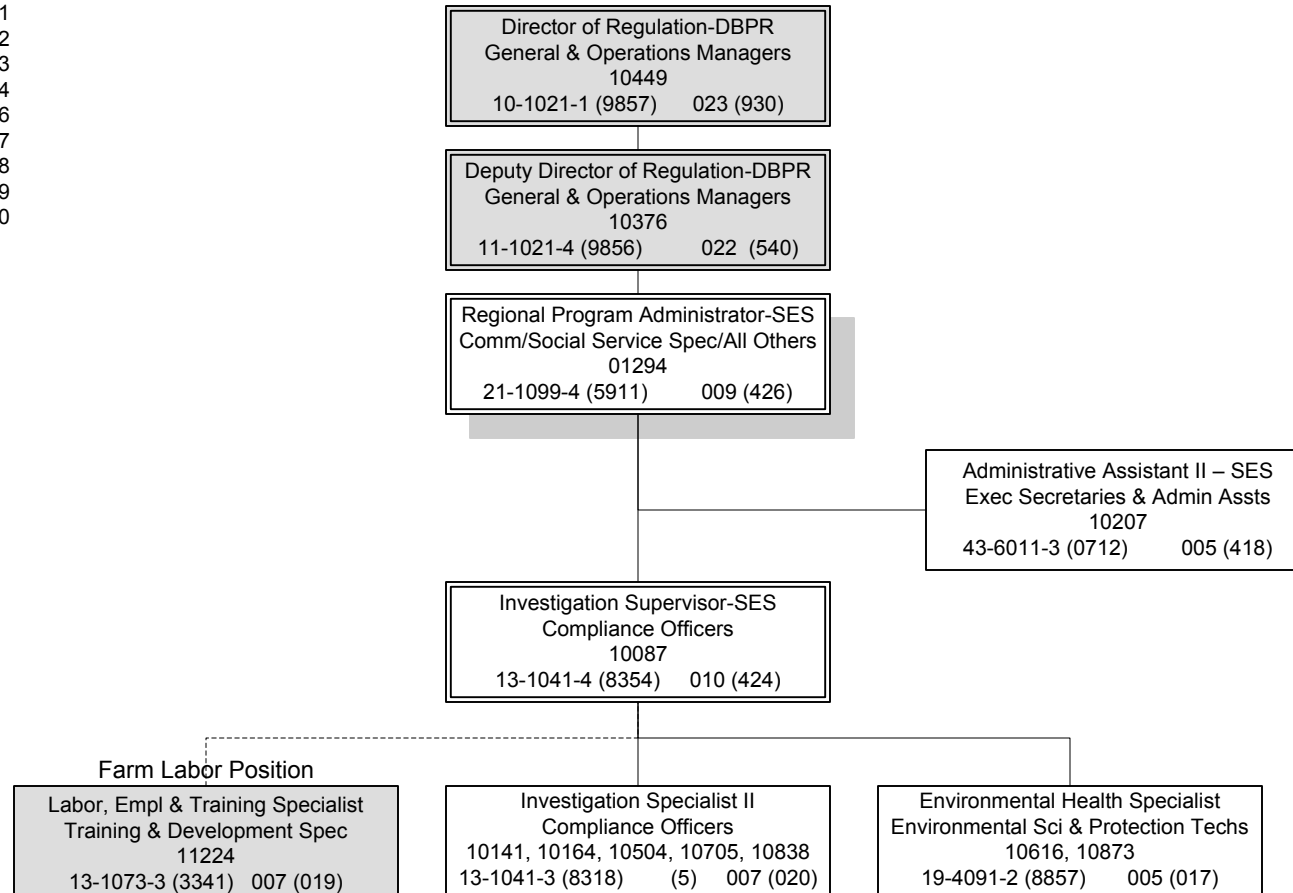 1
2
3
4
6
7
8
9
0
Director of Regulation-DBPR
General & Operations Managers
10449
10-1021-1 (9857) 023 (930)
Deputy Director of Regulation-DBPR
General & Operations Managers
10376
11-1021-4 (9856) 022 (540)
Regional Program Administrator-SES
Comm/Social Service Spec/All Others
01294
21-1099-4 (5911) 009 (426)
Administrative Assistant II – SES
Exec Secretaries & Admin Assts
10207
43-6011-3 (0712) 005 (418)
Investigation Supervisor-SES
Compliance Officers
10087
13-1041-4 (8354) 010 (424)
Farm Labor Position
Labor, Empl & Training Specialist
Training & Development Spec
11224
13-1073-3 (3341) 007 (019)
Investigation Specialist II
Compliance Officers
10141, 10164, 10504, 10705, 10838
13-1041-3 (8318) (5) 007 (020)
Environmental Health Specialist
Environmental Sci & Protection Techs
10616, 10873
19-4091-2 (8857) 005 (017)